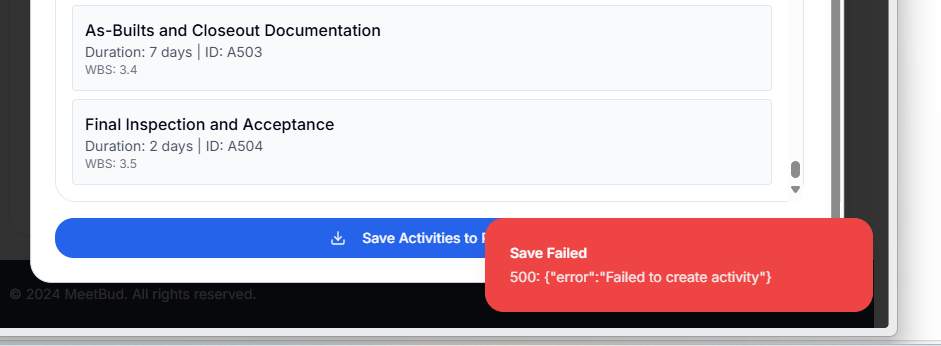 As-Builts and Closeout Documentation
Duration: 7 days | ID: A503
WBS: 3.4
Final Inspection and Acceptance
Duration: 2 days | ID: A504
WBS: 3.5
Save Activities to
Save Failed
500: {"error":"Failed to create activity"}
© 2024 MeetBud. All rights reserved.